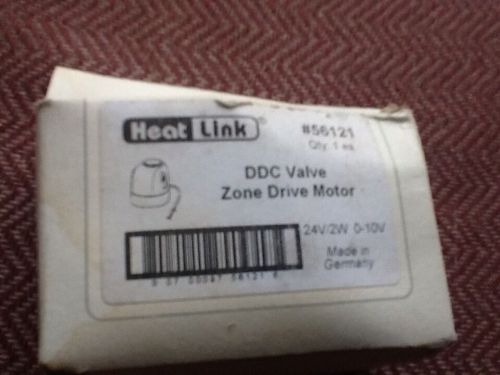 Heat Link®
#56121
Qty: 1 ea.
DDC Valve
Zone Drive Motor
24V/2W 0-10V
Made in
Germany